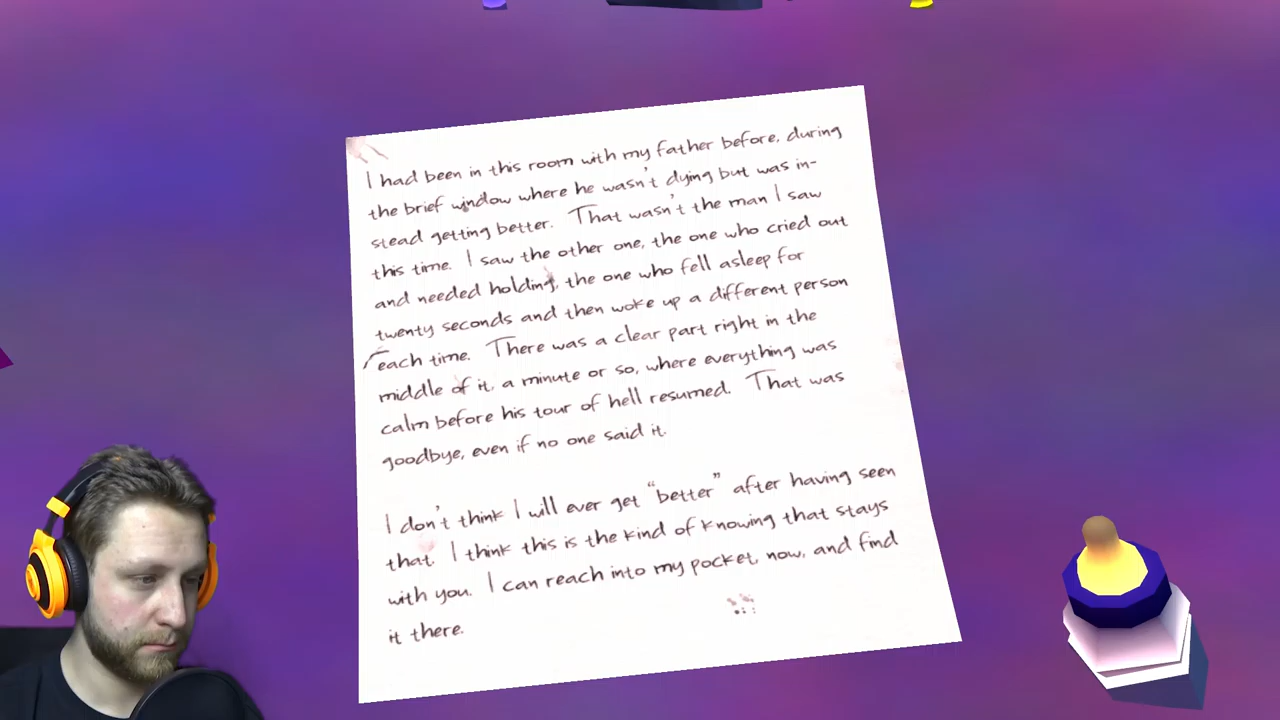 I had been in this room with my father before, during
the brief window where he wasn't dying but was in-
stead getting better. That wasn't the man I saw
this time. I saw the other one, the one who cried out
and needed holding, the one who fell asleep for
twenty seconds and then woke up a different person
each time. There was a clear part right in the
middle of it, a minute or so, where everything was
calm before his tour of hell resumed. That was
goodbye, even if no one said it.
I don't think I will ever get "better" after having seen
that. I think this is the kind of knowing that stays
with you. I can reach into my pocket, now, and find
it there.